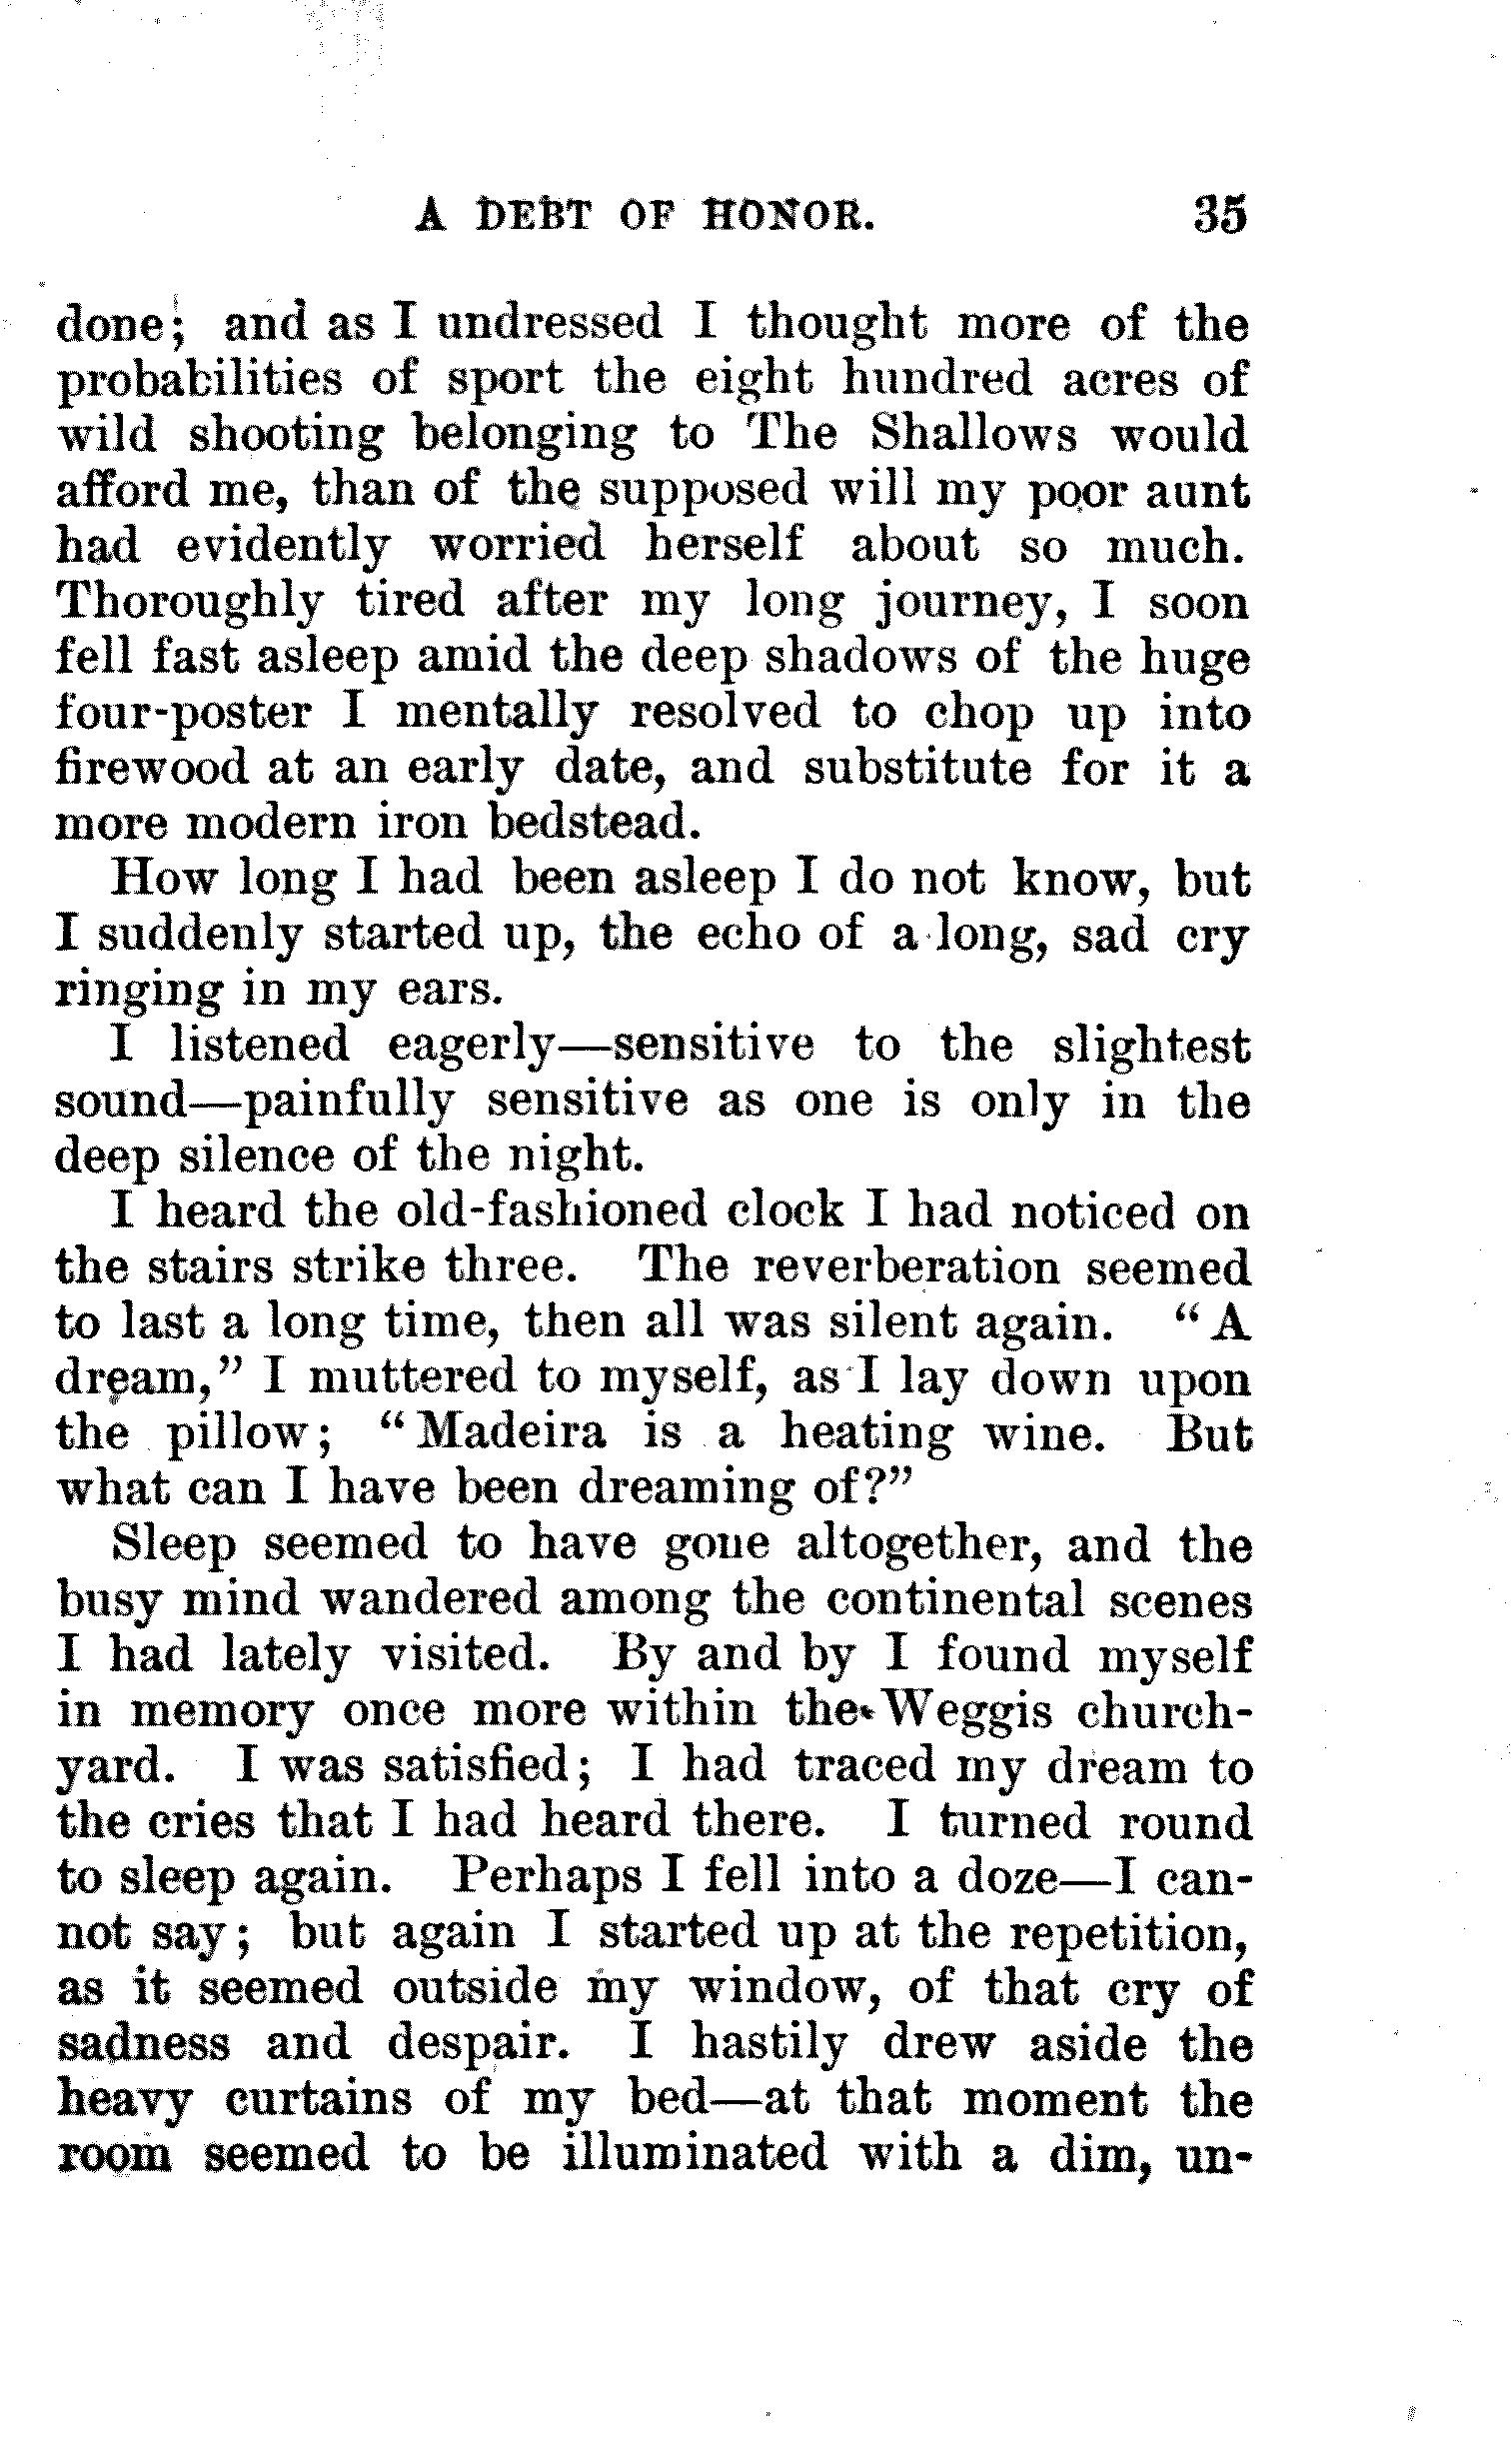 A DEBT OF HONOR. 35
done; and as I undressed I thought more of the
probabilities of sport the eight hundred acres of
wild shooting belonging to The Shallows would
afford me, than of the supposed will my poor aunt
had evidently worried herself about so much.
Thoroughly tired after my long journey, I soon
fell fast asleep amid the deep shadows of the huge
four-poster I mentally resolved to chop up into
firewood at an early date, and substitute for it a
more modern iron bedstead.
How long I had been asleep I do not know, but
I suddenly started up, the echo of a long, sad cry
ringing in my ears.
I listened eagerly—sensitive to the slightest
sound—painfully sensitive as one is only in the
deep silence of the night.
I heard the old-fashioned clock I had noticed on
the stairs strike three. The reverberation seemed
to last a long time, then all was silent again. "A
dream," I muttered to myself, as I lay down upon
the pillow; "Madeira is a heating wine. But
what can I have been dreaming of?"
Sleep seemed to have gone altogether, and the
busy mind wandered among the continental scenes
I had lately visited. By and by I found myself
in memory once more within the Weggis church-
yard. I was satisfied; I had traced my dream to
the cries that I had heard there. I turned round
to sleep again. Perhaps I fell into a doze—I can-
not say; but again I started up at the repetition,
as it seemed outside my window, of that cry of
sadness and despair. I hastily drew aside the
heavy curtains of my bed—at that moment the
room seemed to be illuminated with a dim, un-